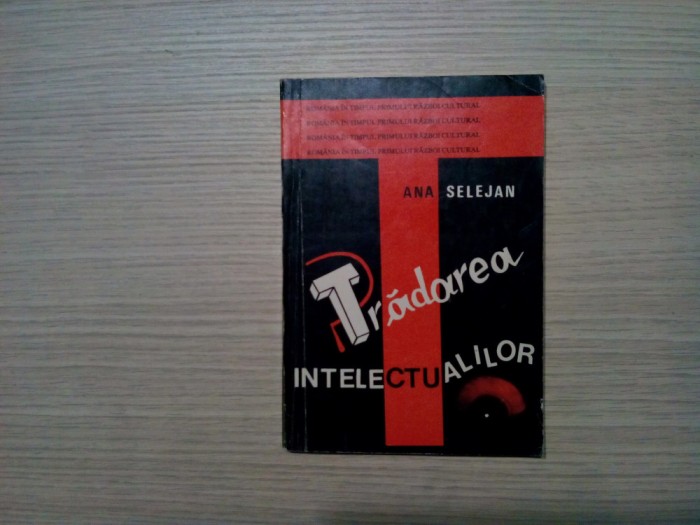 ROMÂNIA ÎN TIMPUL PRIMULUI RĂZBOI CULTURAL
ROMÂNIA ÎN TIMPUL PRIMULUI RĂZBOI CULTURAL
ROMÂNIA ÎN TIMPUL PRIMULUI RĂZBOI CULTURAL
ROMÂNIA ÎN TIMPUL PRIMULUI RĂZBOI CULTURAL
ANA SELEJAN
Trădarea
INTELECTUALILOR